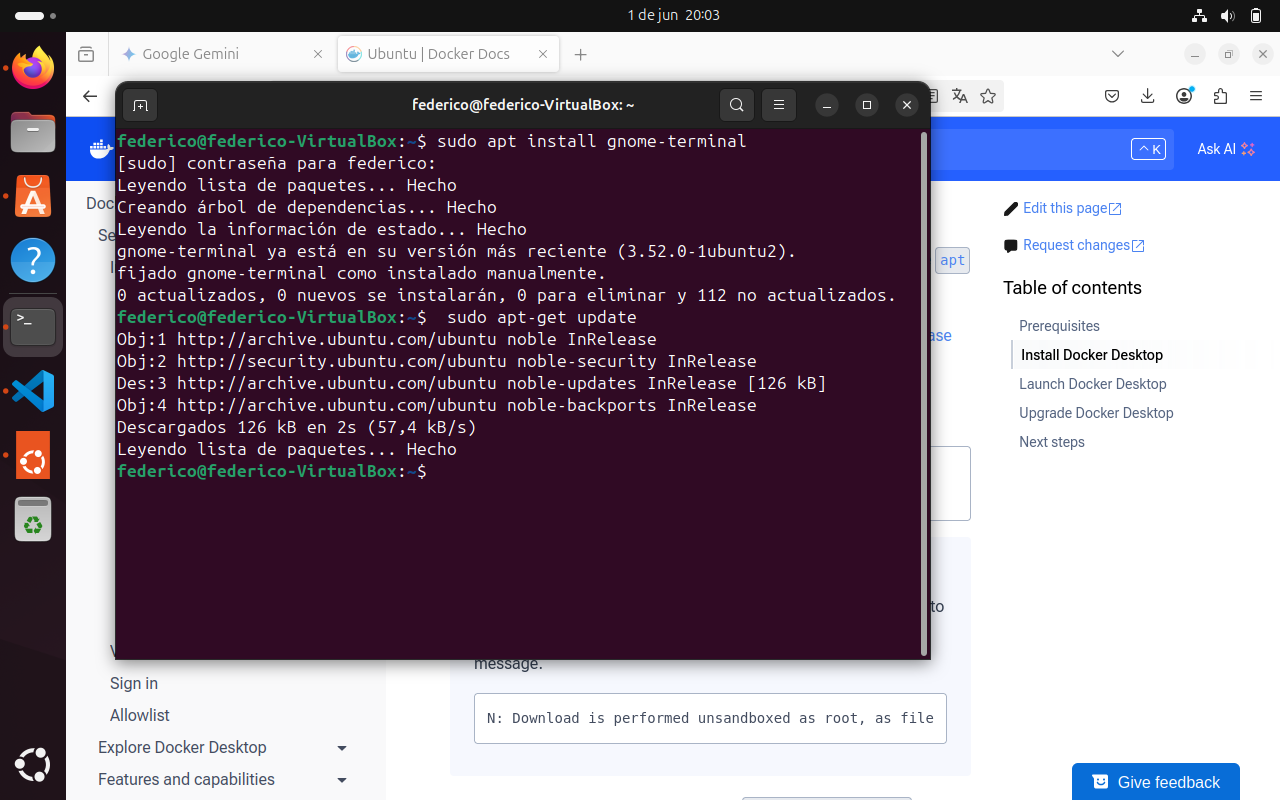 1 de jun 20:03
Google Gemini
Ubuntu | Docker Docs
federico@federico-VirtualBox: ~
federico@federico-VirtualBox:~$ sudo apt install gnome-terminal
[sudo] contraseña para federico:
Leyendo lista de paquetes... Hecho
Creando árbol de dependencias... Hecho
Leyendo la información de estado... Hecho
gnome-terminal ya está en su versión más reciente (3.52.0-1ubuntu2).
fijado gnome-terminal como instalado manualmente.
0 actualizados, 0 nuevos se instalarán, 0 para eliminar y 112 no actualizados.
federico@federico-VirtualBox:~$  sudo apt-get update
Obj:1 http://archive.ubuntu.com/ubuntu noble InRelease
Obj:2 http://security.ubuntu.com/ubuntu noble-security InRelease
Des:3 http://archive.ubuntu.com/ubuntu noble-updates InRelease [126 kB]
Obj:4 http://archive.ubuntu.com/ubuntu noble-backports InRelease
Descargados 126 kB en 2s (57,4 kB/s)
Leyendo lista de paquetes... Hecho
federico@federico-VirtualBox:~$
^ K
Ask AI
Edit this page
Request changes
apt
Table of contents
Prerequisites
Install Docker Desktop
Launch Docker Desktop
Upgrade Docker Desktop
Next steps
to
message.
N: Download is performed unsandboxed as root, as file
Sign in
Allowlist
Explore Docker Desktop
Features and capabilities
Give feedback